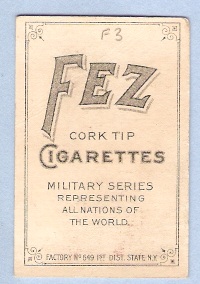 F3
FEZ
CORK TIP
CIGARETTES
MILITARY SERIES
REPRESENTING
ALL NATIONS OF
THE WORLD.
FACTORY Nº 649 1ST DIST. STATE N.Y.